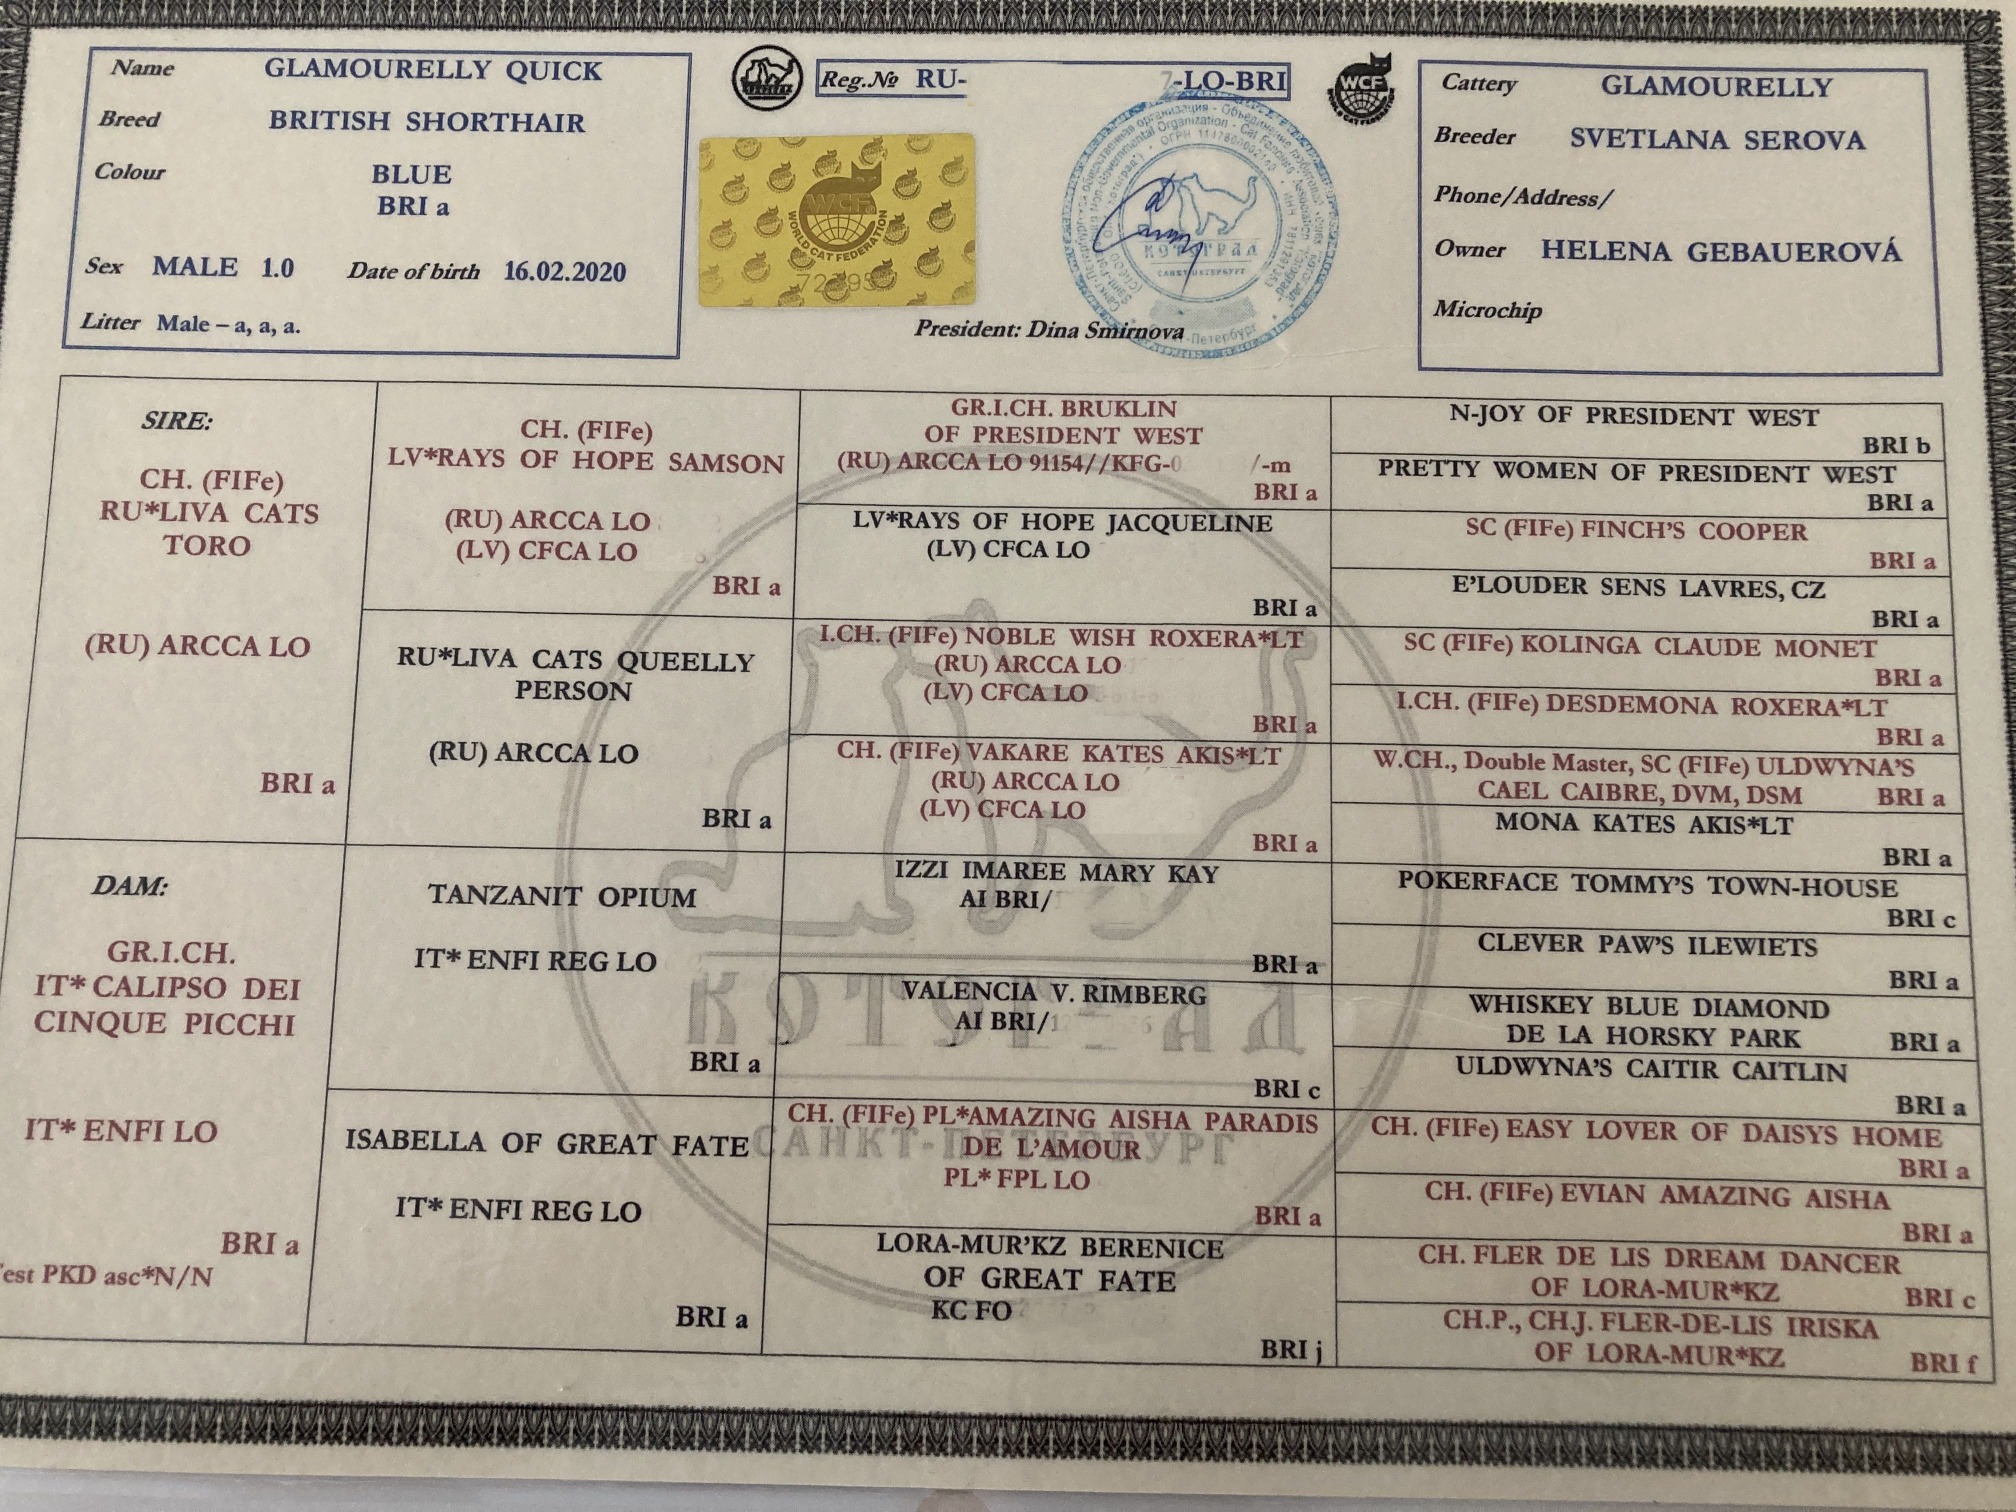 Name GLAMOURELLY QUICK
Breed BRITISH SHORTHAIR
Colour BLUE
BRI a
Sex MALE 1.0 Date of birth 16.02.2020
Litter Male – a, a, a.
Reg.№ RU- 7-LO-BRI
WCF
WORLD CAT FEDERATION
WCF
WORLD CAT FEDERATION
КОТОГРАД
САНКТ-ПЕТЕРБУРГ
President: Dina Smirnova
Cattery GLAMOURELLY
Breeder SVETLANA SEROVA
Phone/Address/
Owner HELENA GEBAUEROVÁ
Microchip
SIRE:
CH. (FIFe)
RU*LIVA CATS
TORO
(RU) ARCCA LO
BRI a
DAM:
GR.I.CH.
IT* CALIPSO DEI
CINQUE PICCHI
IT* ENFI LO
BRI a
est PKD asc*N/N
CH. (FIFe)
LV*RAYS OF HOPE SAMSON
(RU) ARCCA LO
(LV) CFCA LO
BRI a
RU*LIVA CATS QUEELLY
PERSON
(RU) ARCCA LO
BRI a
TANZANIT OPIUM
IT* ENFI REG LO
BRI a
ISABELLA OF GREAT FATE
IT* ENFI REG LO
BRI a
GR.I.CH. BRUKLIN
OF PRESIDENT WEST
(RU) ARCCA LO 91154//KFG-0 /-m
BRI a
LV*RAYS OF HOPE JACQUELINE
(LV) CFCA LO
BRI a
I.CH. (FIFe) NOBLE WISH ROXERA*LT
(RU) ARCCA LO
(LV) CFCA LO
BRI a
CH. (FIFe) VAKARE KATES AKIS*LT
(RU) ARCCA LO
(LV) CFCA LO
BRI a
IZZI IMAREE MARY KAY
AI BRI/
BRI a
VALENCIA V. RIMBERG
AI BRI/
BRI c
CH. (FIFe) PL*AMAZING AISHA PARADIS
DE L'AMOUR
PL* FPL LO
BRI a
LORA-MUR'KZ BERENICE
OF GREAT FATE
KC FO
BRI j
N-JOY OF PRESIDENT WEST
BRI b
PRETTY WOMEN OF PRESIDENT WEST
BRI a
SC (FIFe) FINCH'S COOPER
BRI a
E'LOUDER SENS LAVRES, CZ
BRI a
SC (FIFe) KOLINGA CLAUDE MONET
BRI a
I.CH. (FIFe) DESDEMONA ROXERA*LT
BRI a
W.CH., Double Master, SC (FIFe) ULDWYNA'S
CAEL CAIBRE, DVM, DSM BRI a
MONA KATES AKIS*LT
BRI a
POKERFACE TOMMY'S TOWN-HOUSE
BRI c
CLEVER PAW'S ILEWIETS
BRI a
WHISKEY BLUE DIAMOND
DE LA HORSKY PARK BRI a
ULDWYNA'S CAITIR CAITLIN
BRI a
CH. (FIFe) EASY LOVER OF DAISYS HOME
BRI a
CH. (FIFe) EVIAN AMAZING AISHA
BRI a
CH. FLER DE LIS DREAM DANCER
OF LORA-MUR*KZ BRI c
CH.P., CH.J. FLER-DE-LIS IRISKA
OF LORA-MUR*KZ BRI f
КОТОГРАД
САНКТ-ПЕТЕРБУРГ